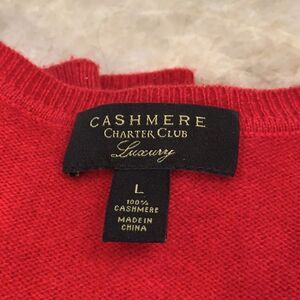 CASHMERE
CHARTER CLUB
Luxury
L
100%
CASHMERE
MADE IN
CHINA